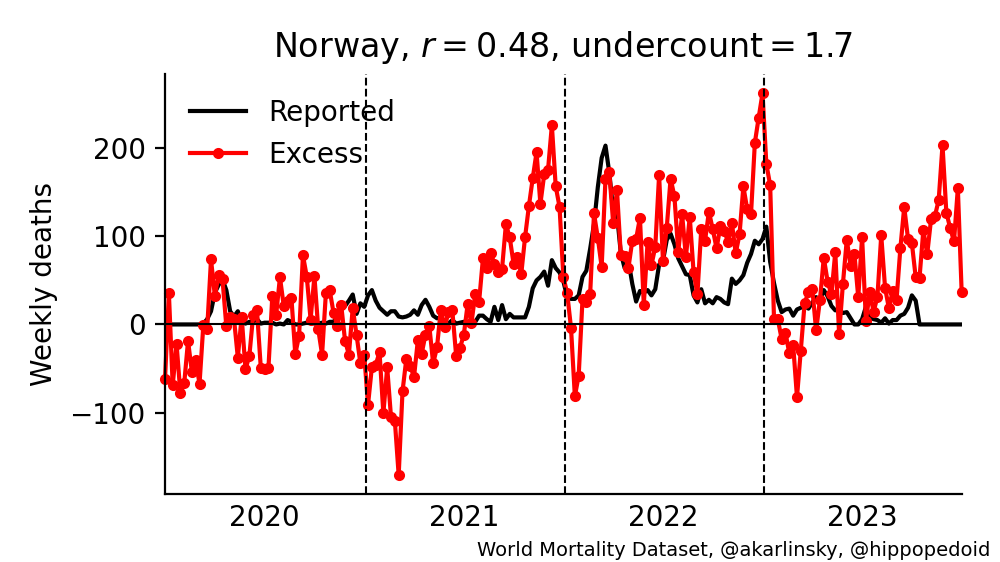 Norway, r = 0.48, undercount = 1.7
Reported
Excess
Weekly deaths
200
100
0
−100
2020 2021 2022 2023
World Mortality Dataset, @akarlinsky, @hippopedoid